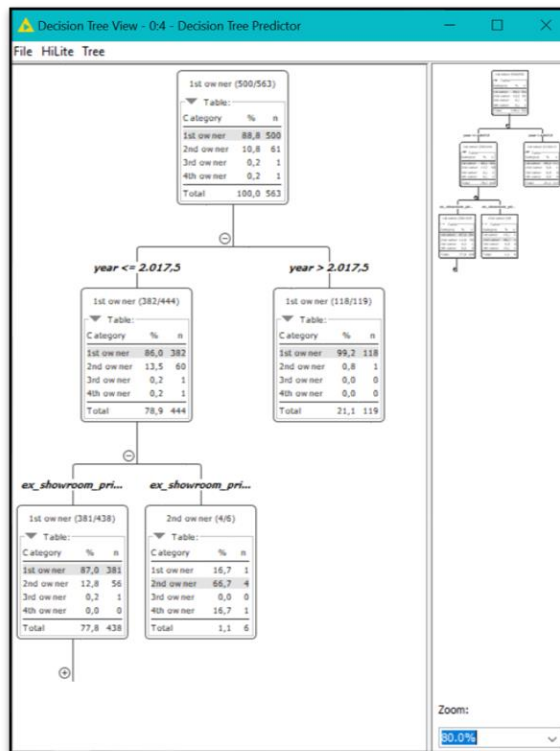 Decision Tree View - 0:4 - Decision Tree Predictor
File HiLite Tree
1st owner (500/563)
Table:
Category % n
1st owner 88,8 500
2nd owner 10,8 61
3rd owner 0,2 1
4th owner 0,2 1
Total 100,0 563
year <= 2.017,5
1st owner (382/444)
Table:
Category % n
1st owner 86,0 382
2nd owner 13,5 60
3rd owner 0,2 1
4th owner 0,2 1
Total 78,9 444
year > 2.017,5
1st owner (118/119)
Table:
Category % n
1st owner 99,2 118
2nd owner 0,8 1
3rd owner 0,0 0
4th owner 0,0 0
Total 21,1 119
ex_showroom_pri...
1st owner (381/438)
Table:
Category % n
1st owner 87,0 381
2nd owner 12,8 56
3rd owner 0,2 1
4th owner 0,0 0
Total 77,8 438
ex_showroom_pri...
2nd owner (4/6)
Table:
Category % n
1st owner 16,7 1
2nd owner 66,7 4
3rd owner 0,0 0
4th owner 16,7 1
Total 1,1 6
Zoom:
80.0%